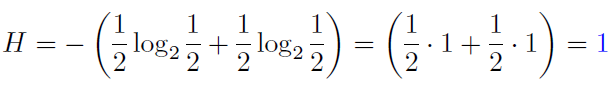 H = − (1/2 log₂ 1/2 + 1/2 log₂ 1/2) = (1/2 · 1 + 1/2 · 1) = 1